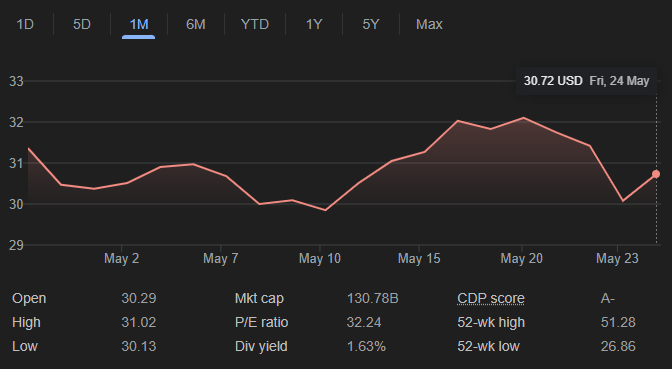 1D 5D 1M 6M YTD 1Y 5Y Max
30.72 USD Fri, 24 May
33
32
31
30
29
May 2 May 7 May 10 May 15 May 20 May 23
Open 30.29 Mkt cap 130.78B CDP score A-
High 31.02 P/E ratio 32.24 52-wk high 51.28
Low 30.13 Div yield 1.63% 52-wk low 26.86